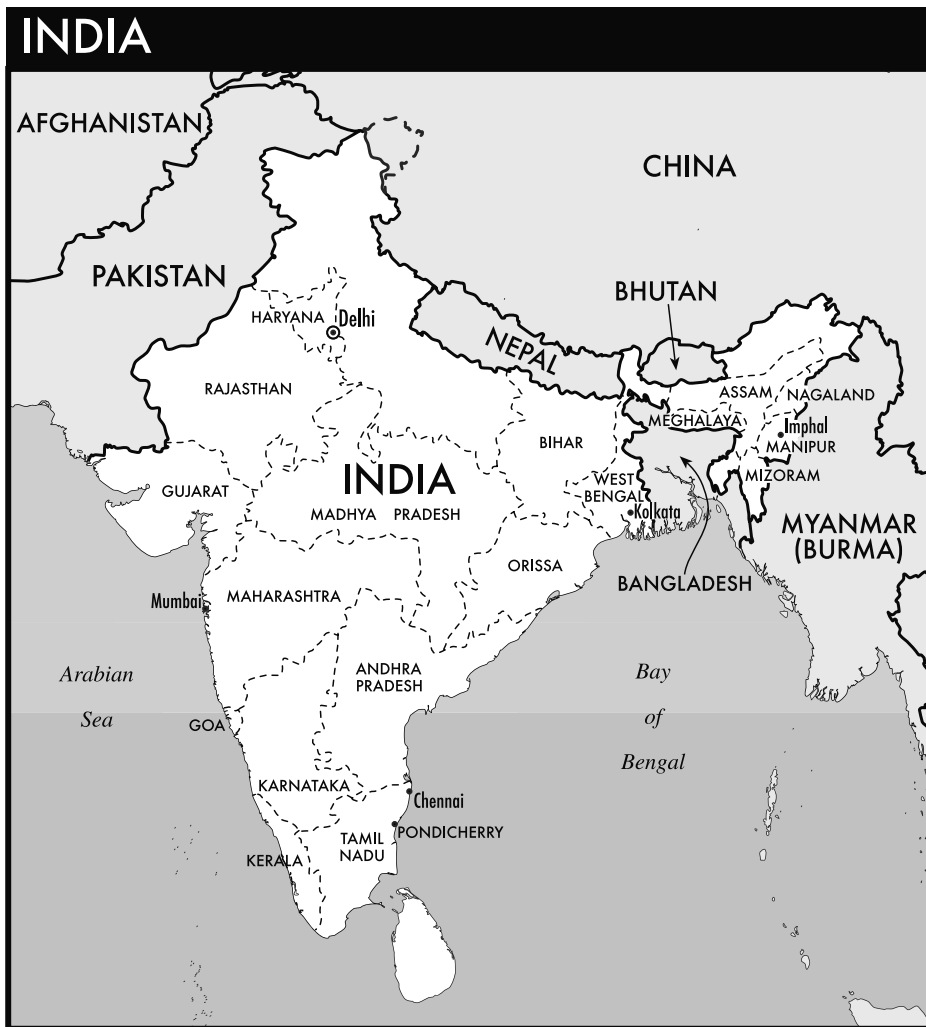 INDIA
AFGHANISTAN
CHINA
PAKISTAN
BHUTAN
HARYANA
Delhi
NEPAL
RAJASTHAN
ASSAM
NAGALAND
MEGHALAYA
Imphal
MANIPUR
BIHAR
MIZORAM
GUJARAT
INDIA
WEST
BENGAL
MADHYA PRADESH
Kolkata
MYANMAR
(BURMA)
ORISSA
BANGLADESH
Mumbai
MAHARASHTRA
Arabian
Sea
ANDHRA
PRADESH
Bay
of
Bengal
GOA
KARNATAKA
Chennai
PONDICHERRY
TAMIL
NADU
KERALA